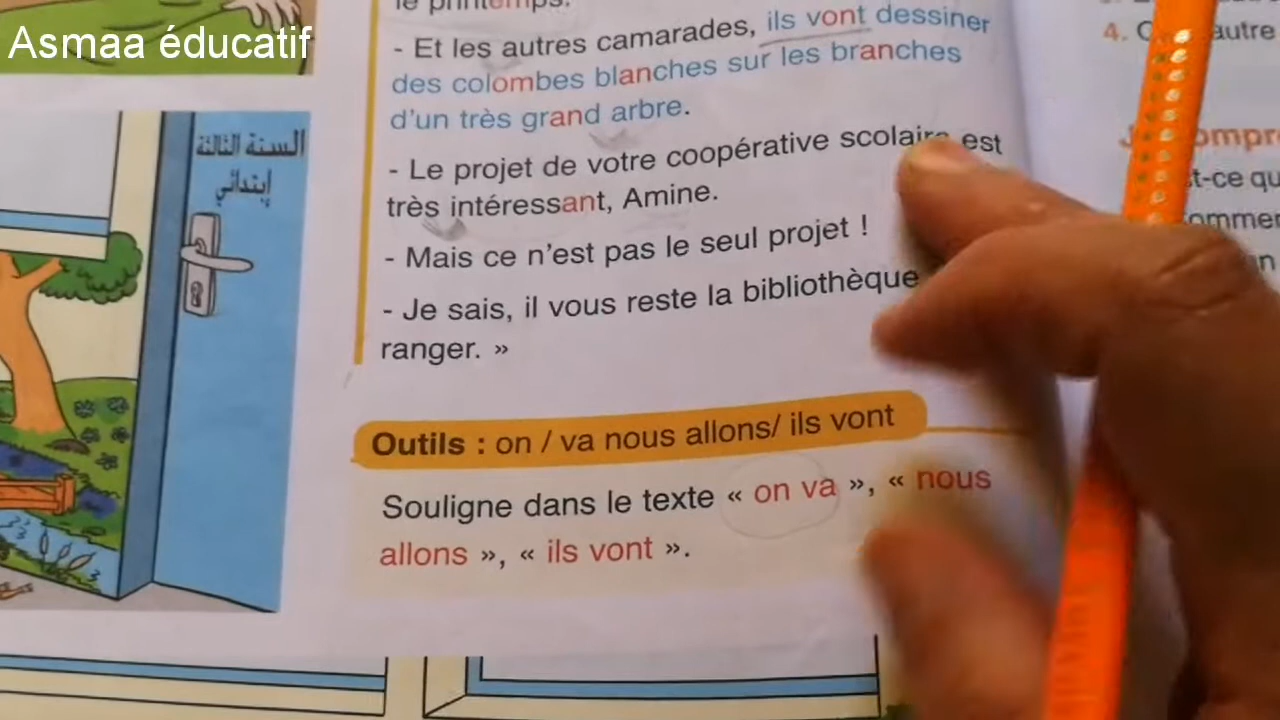 Asmaa éducatif
le printemps.
- Et les autres camarades, ils vont dessiner
des colombes blanches sur les branches
d'un très grand arbre.
- Le projet de votre coopérative scolaire est
très intéressant, Amine.
- Mais ce n'est pas le seul projet !
- Je sais, il vous reste la bibliothèque
ranger. »
Outils : on / va nous allons/ ils vont
Souligne dans le texte « on va », « nous
allons », « ils vont ».
السنة الثالثة
إبتدائي
4.
autre